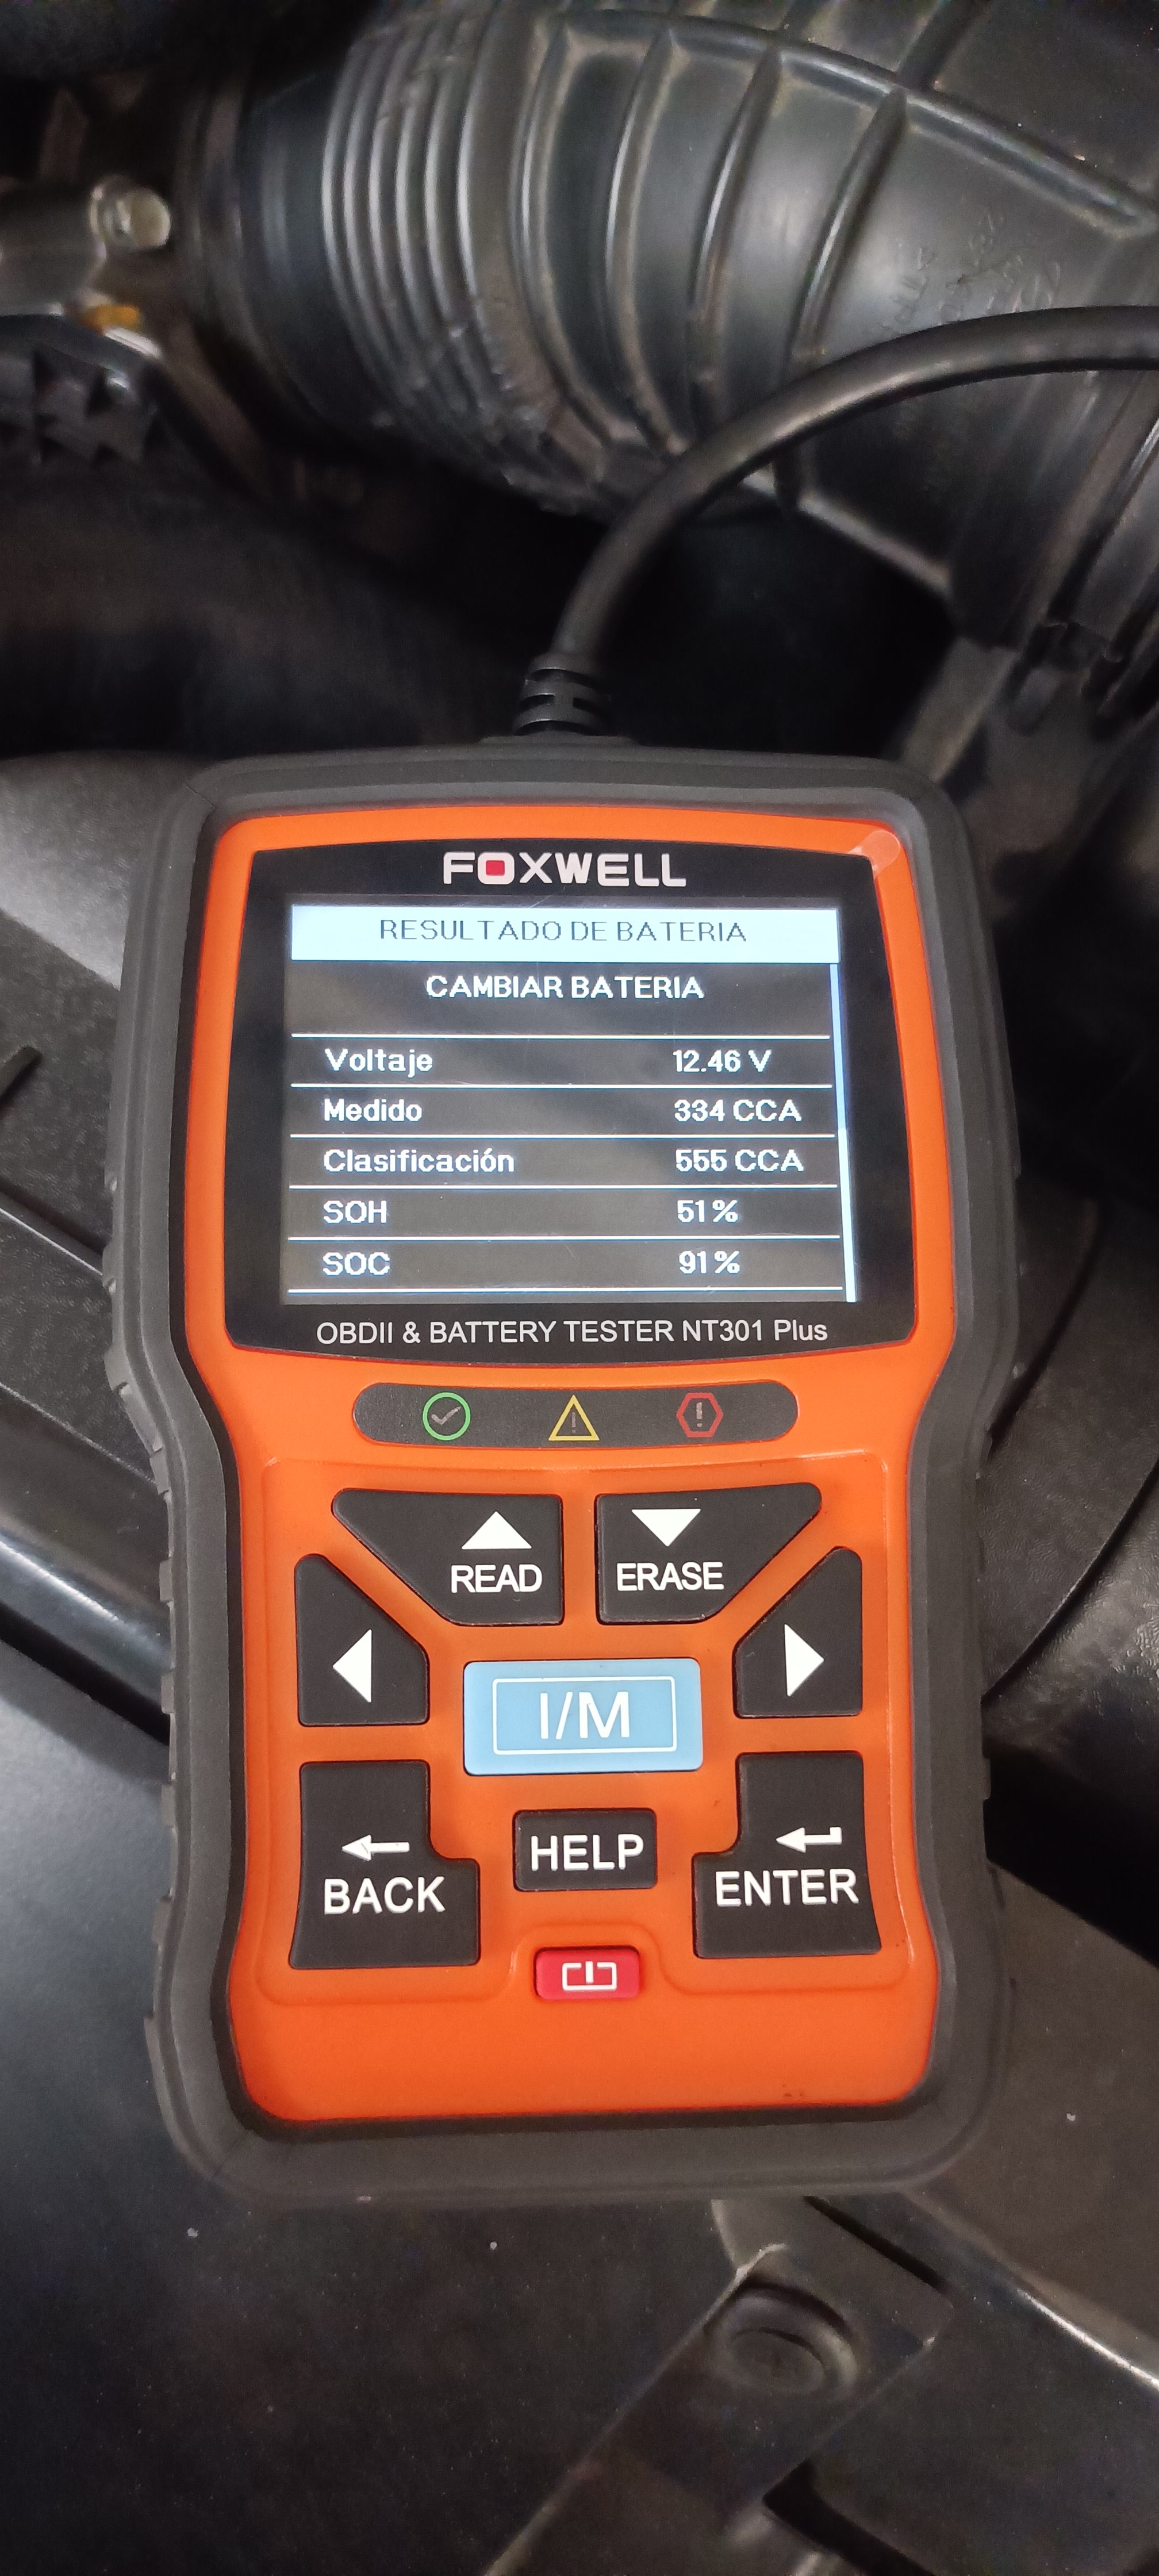 FOXWELL
RESULTADO DE BATERIA
CAMBIAR BATERIA
Voltaje 12.46 V
Medido 334 CCA
Clasificación 555 CCA
SOH 51%
SOC 91%
OBDII & BATTERY TESTER NT301 Plus
READ ERASE
I/M
HELP
BACK ENTER